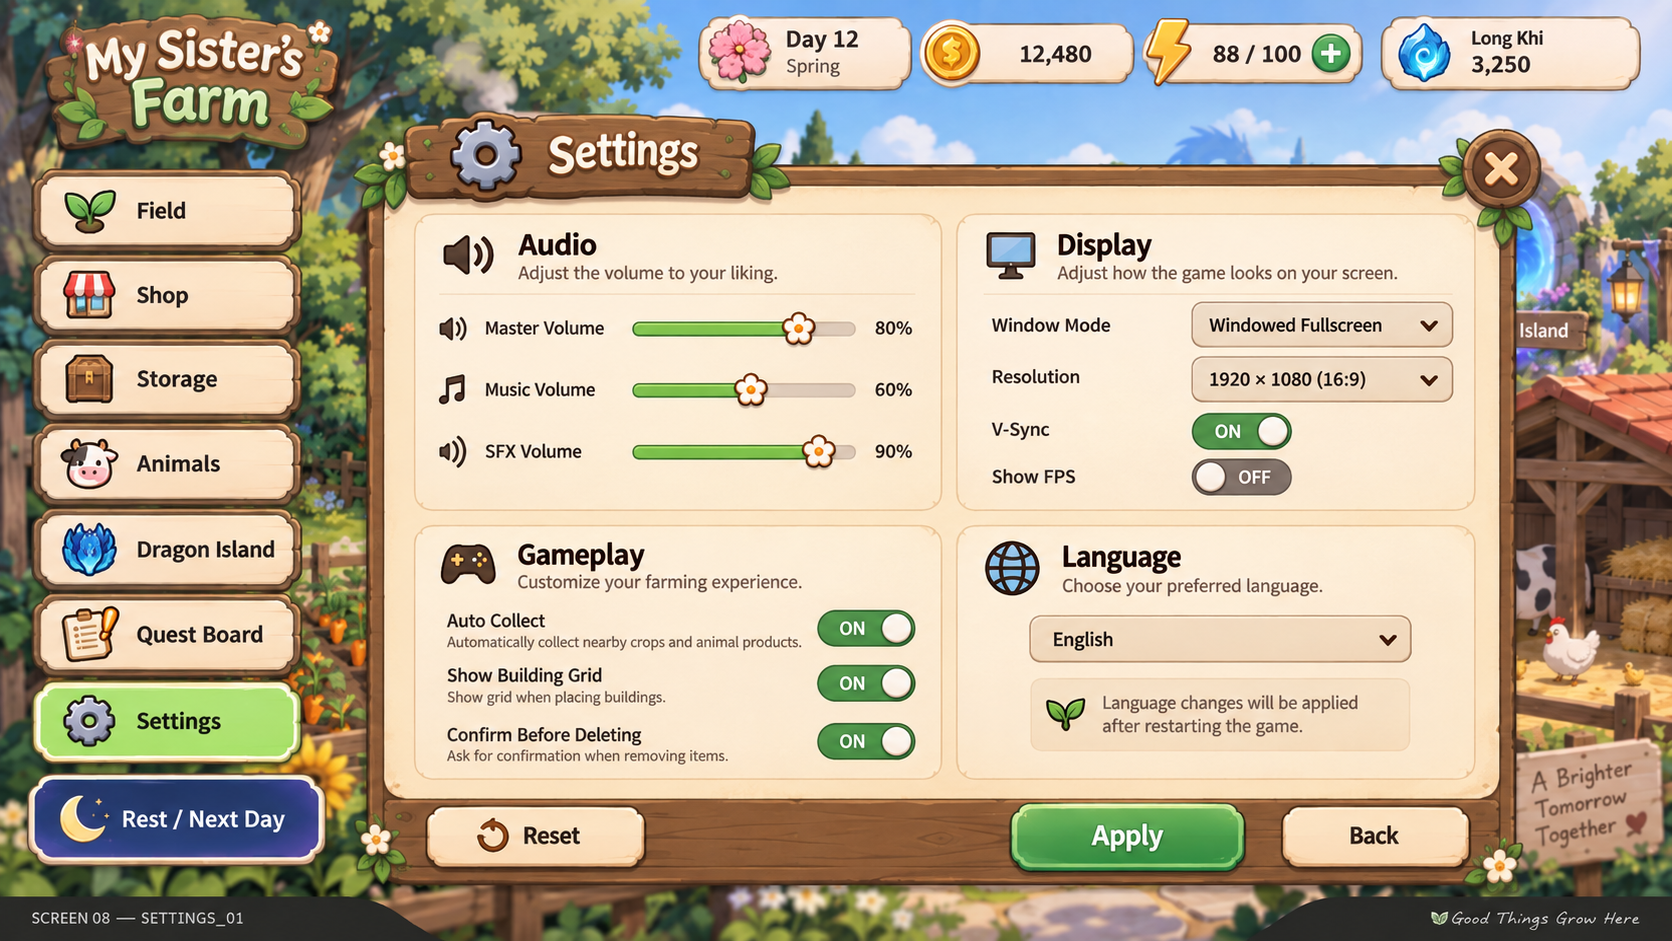 My Sister's
Farm
Day 12
Spring
12,480
88 / 100
Long Khi
3,250
Field
Shop
Storage
Animals
Dragon Island
Quest Board
Settings
Rest / Next Day
Settings
Audio
Adjust the volume to your liking.
Master Volume 80%
Music Volume 60%
SFX Volume 90%
Display
Adjust how the game looks on your screen.
Window Mode Windowed Fullscreen
Resolution 1920 × 1080 (16:9)
V-Sync ON
Show FPS OFF
Gameplay
Customize your farming experience.
Auto Collect ON
Automatically collect nearby crops and animal products.
Show Building Grid ON
Show grid when placing buildings.
Confirm Before Deleting ON
Ask for confirmation when removing items.
Language
Choose your preferred language.
English
Language changes will be applied
after restarting the game.
Reset
Apply
Back
Island
A Brighter
Tomorrow
Together
SCREEN 08 — SETTINGS_01
Good Things Grow Here